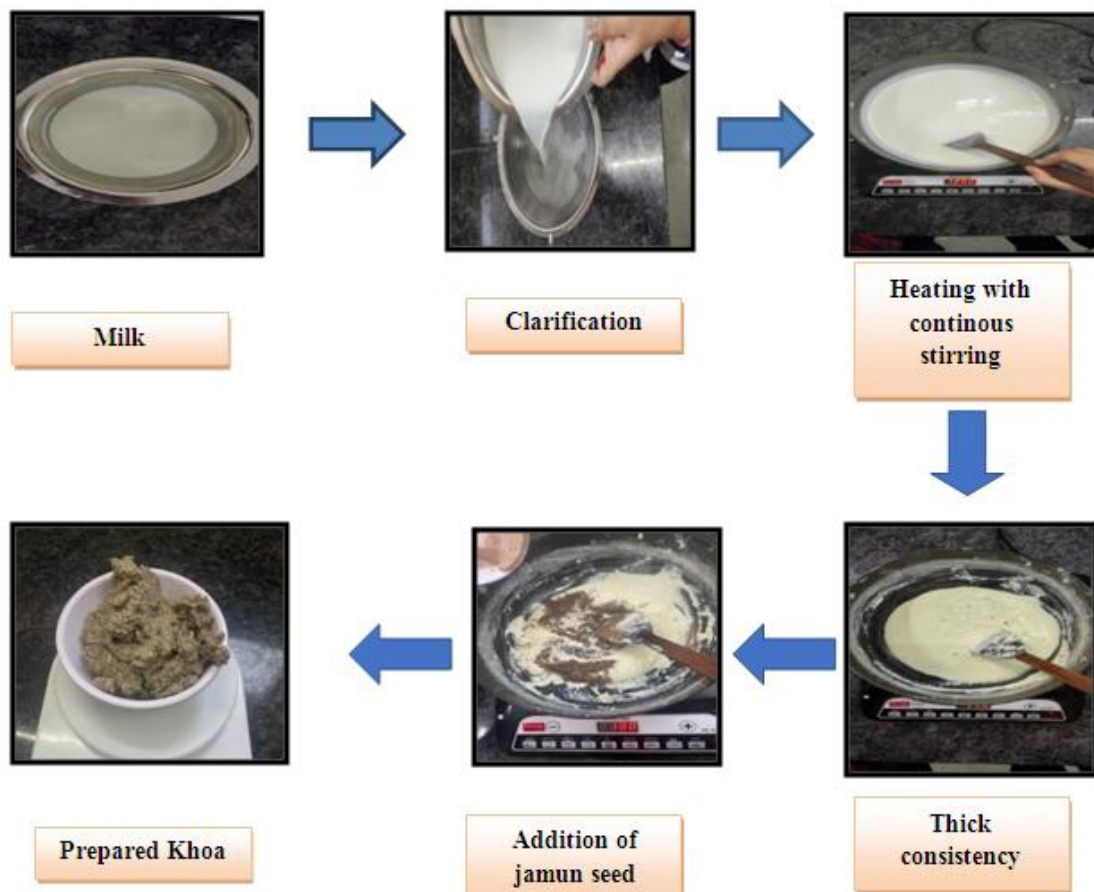 Milk
Clarification
Heating with
continous
stirring
Thick
consistency
Addition of
jamun seed
Prepared Khoa